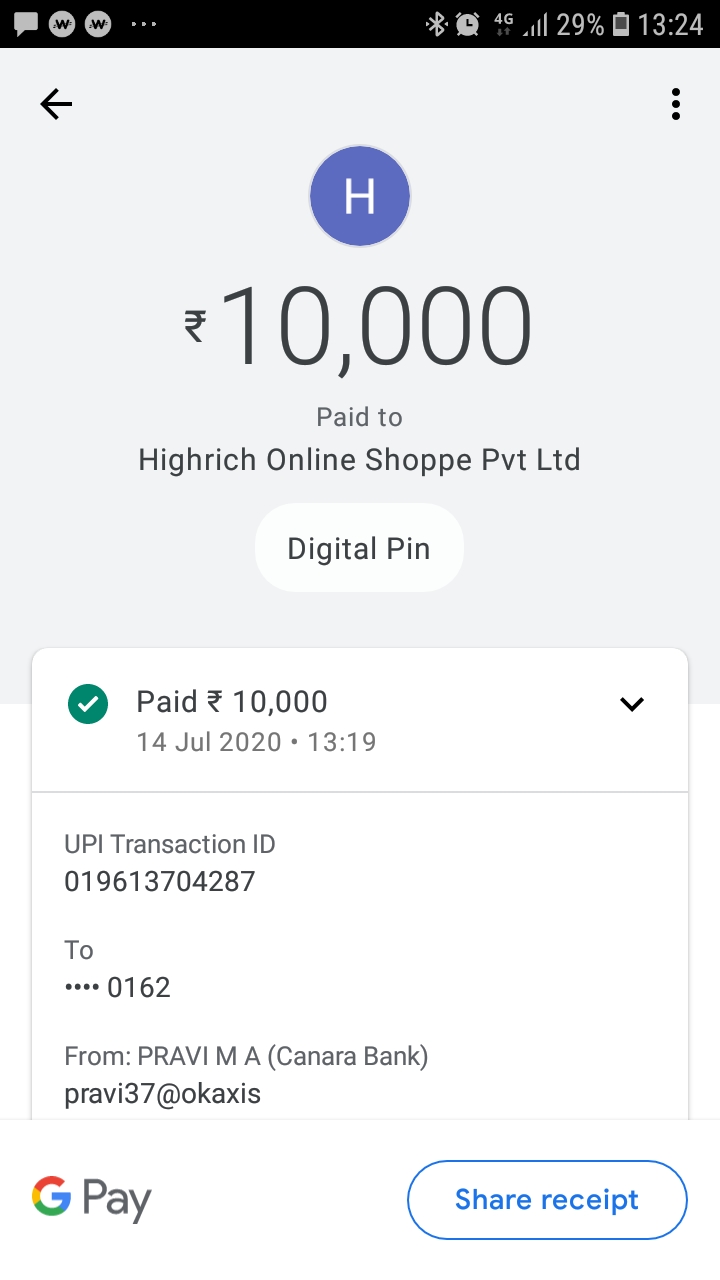 4G 29% 13:24
H
₹10,000
Paid to
Highrich Online Shoppe Pvt Ltd
Digital Pin
Paid ₹ 10,000
14 Jul 2020 • 13:19
UPI Transaction ID
019613704287
To
•••• 0162
From: PRAVI M A (Canara Bank)
pravi37@okaxis
G Pay
Share receipt